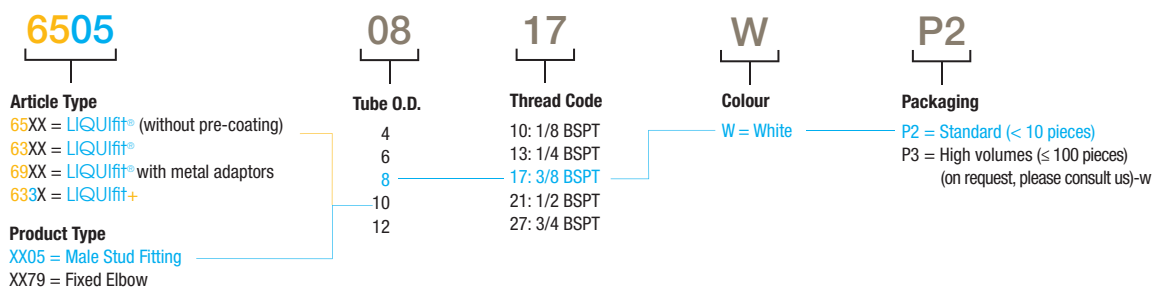 6505 08 17 W P2
Article Type
65XX = LIQUIfit® (without pre-coating)
63XX = LIQUIfit®
69XX = LIQUIfit® with metal adaptors
633X = LIQUIfit+
Product Type
XX05 = Male Stud Fitting
XX79 = Fixed Elbow
Tube O.D.
4
6
8
10
12
Thread Code
10: 1/8 BSPT
13: 1/4 BSPT
17: 3/8 BSPT
21: 1/2 BSPT
27: 3/4 BSPT
Colour
W = White
Packaging
P2 = Standard (< 10 pieces)
P3 = High volumes (≤ 100 pieces)
(on request, please consult us)-w